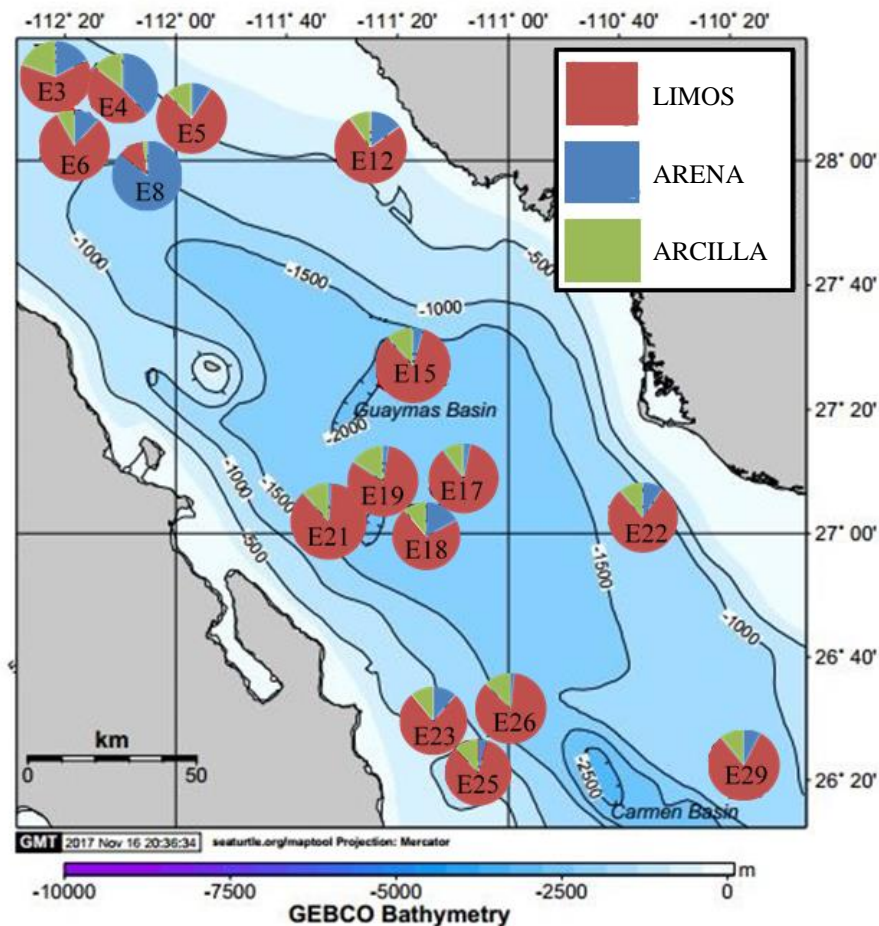 -112° 20' -112° 00' -111° 40' -111° 20' -111° 00' -110° 40' -110° 20'
LIMOS
ARENA
ARCILLA
E3
E4
E5
E6
E8
E12
28° 00'
-1000
-500
-1500
-1000
27° 40'
E15
Guaymas Basin
27° 20'
-2000
-1000
-1500
-500
E19
E17
E21
E18
E22
27° 00'
-1500
-1000
26° 40'
E23
E26
E25
E29
-2500
26° 20'
Carmen Basin
km
0 50
GMT 2017 Nov 16 20:36:34 seaturtle.org/maptool Projection: Mercator
-10000 -7500 -5000 -2500 0 m
GEBCO Bathymetry